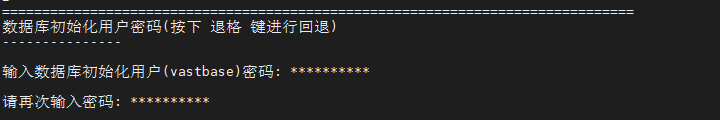 ===============================================================================
数据库初始化用户密码(按下 退格 键进行回退)
---------------
输入数据库初始化用户(vastbase)密码: **********
请再次输入密码: **********